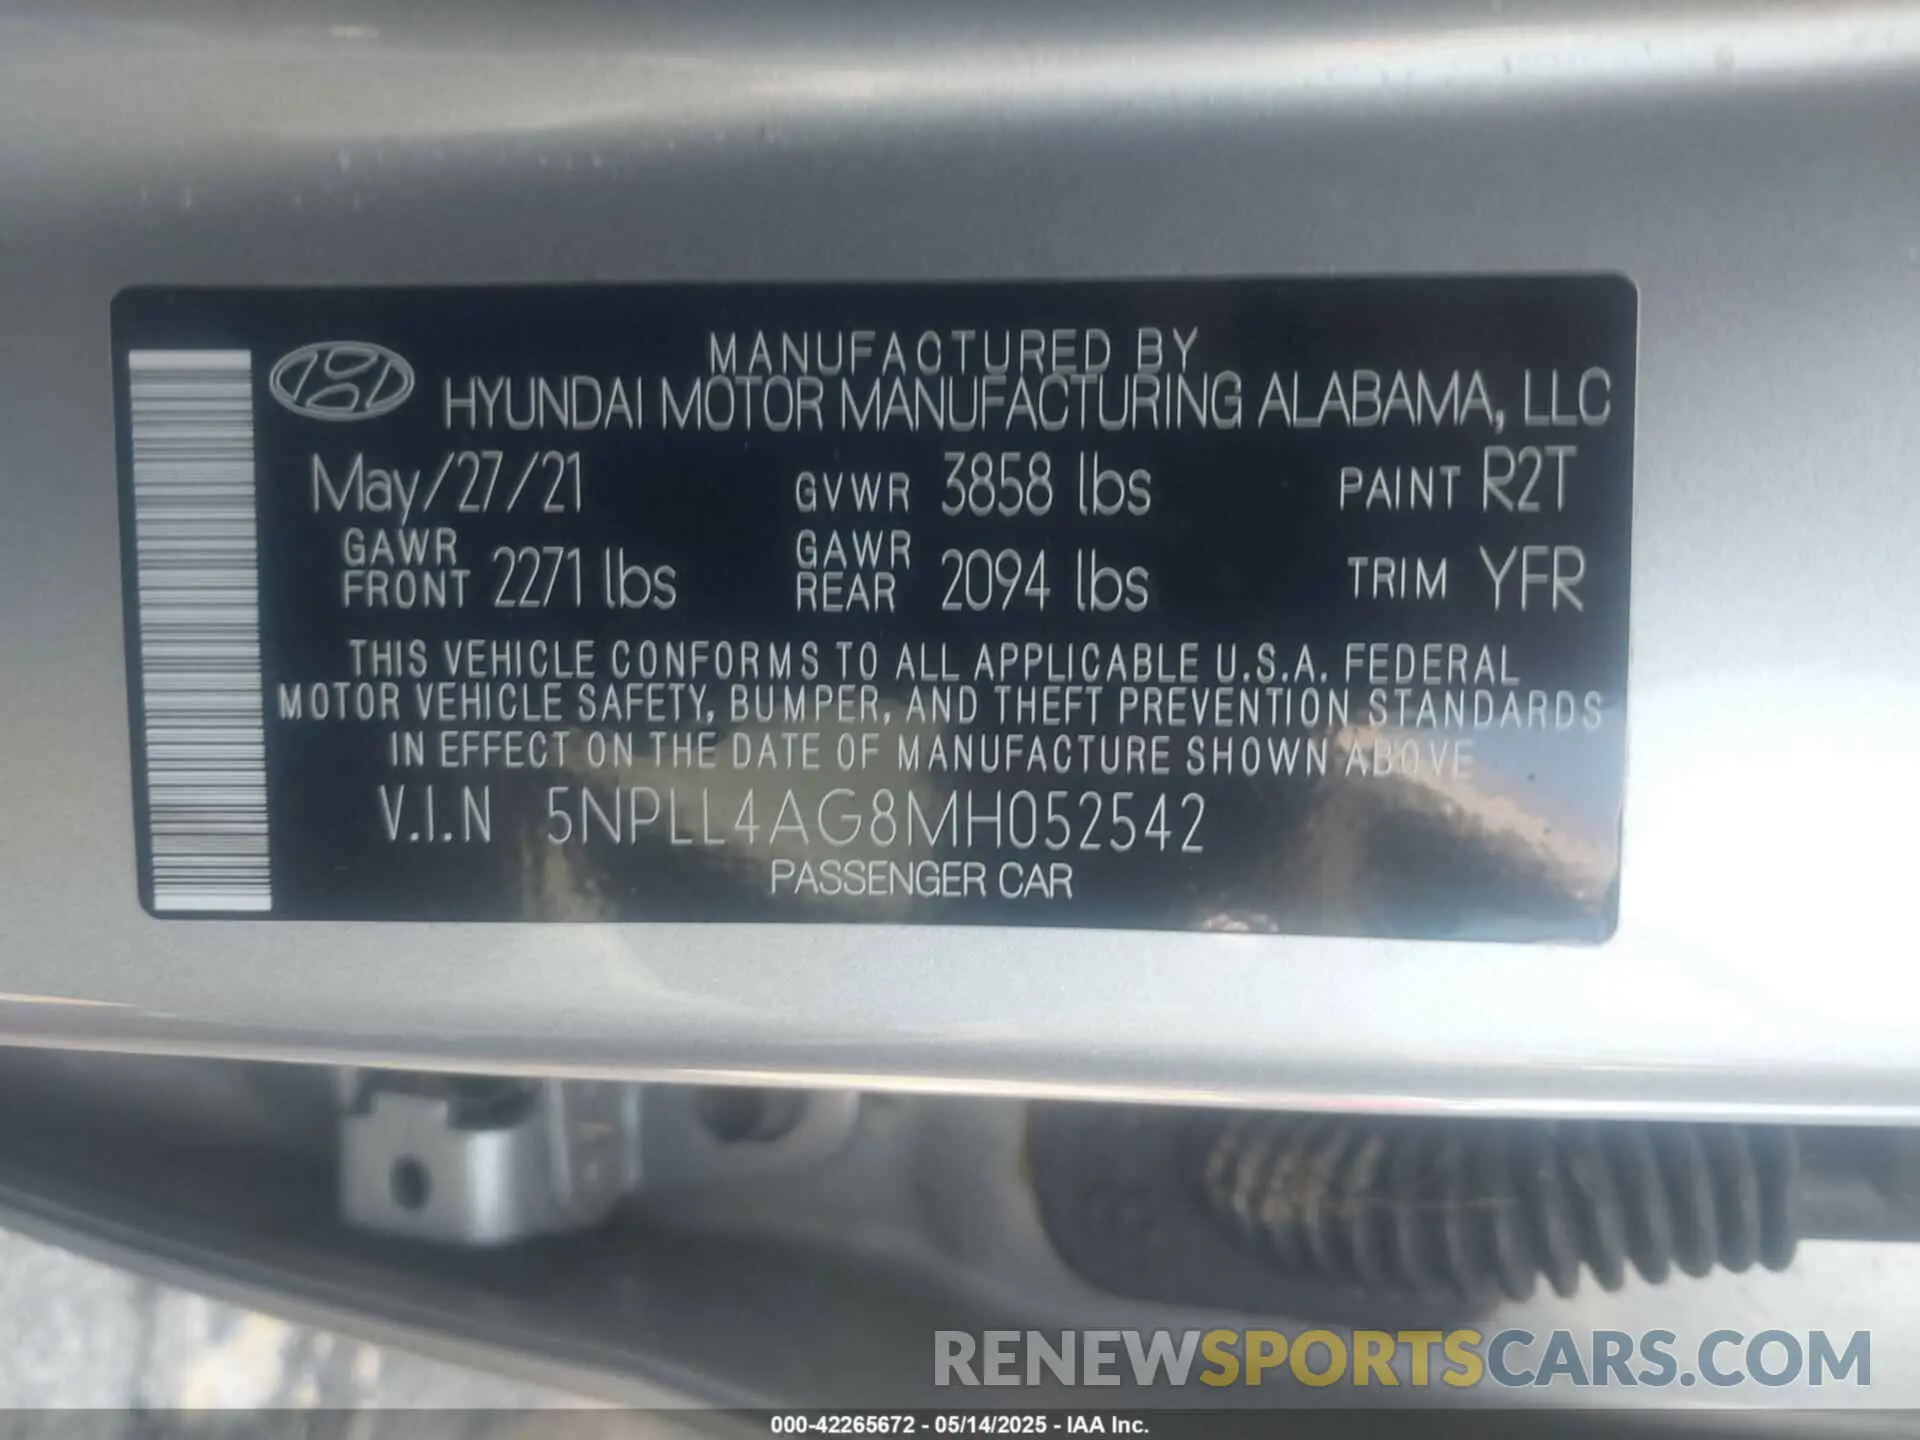 MANUFACTURED BY
HYUNDAI MOTOR MANUFACTURING ALABAMA, LLC
May/27/21 GVWR 3858 lbs PAINT R2T
GAWR FRONT 2271 lbs GAWR REAR 2094 lbs TRIM YFR
THIS VEHICLE CONFORMS TO ALL APPLICABLE U.S.A. FEDERAL
MOTOR VEHICLE SAFETY, BUMPER, AND THEFT PREVENTION STANDARDS
IN EFFECT ON THE DATE OF MANUFACTURE SHOWN ABOVE
V.I.N 5NPLL4AG8MH052542
PASSENGER CAR
RENEWSPORTSCARS.COM
000-42265672 - 05/14/2025 - IAA Inc.